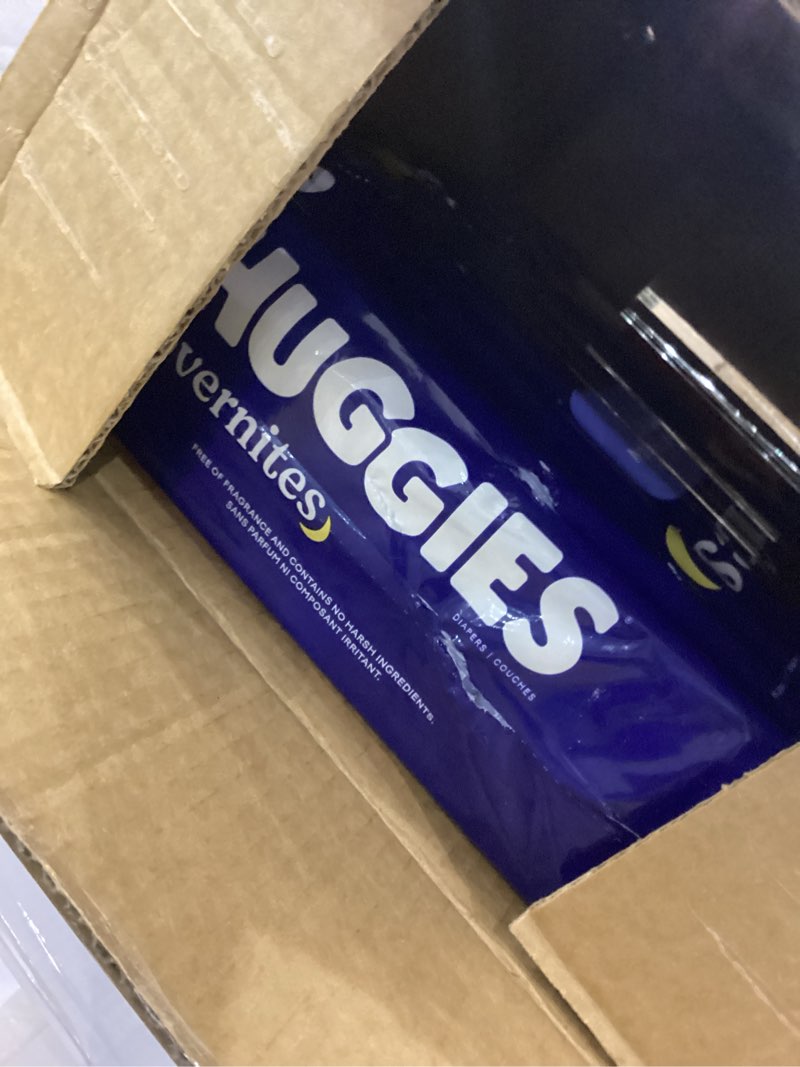 HUGGIES
vernites
FREE OF FRAGRANCE AND CONTAINS NO HARSH INGREDIENTS.
SANS PARFUM NI COMPOSANT IRRITANT.
DIAPERS / COUCHES